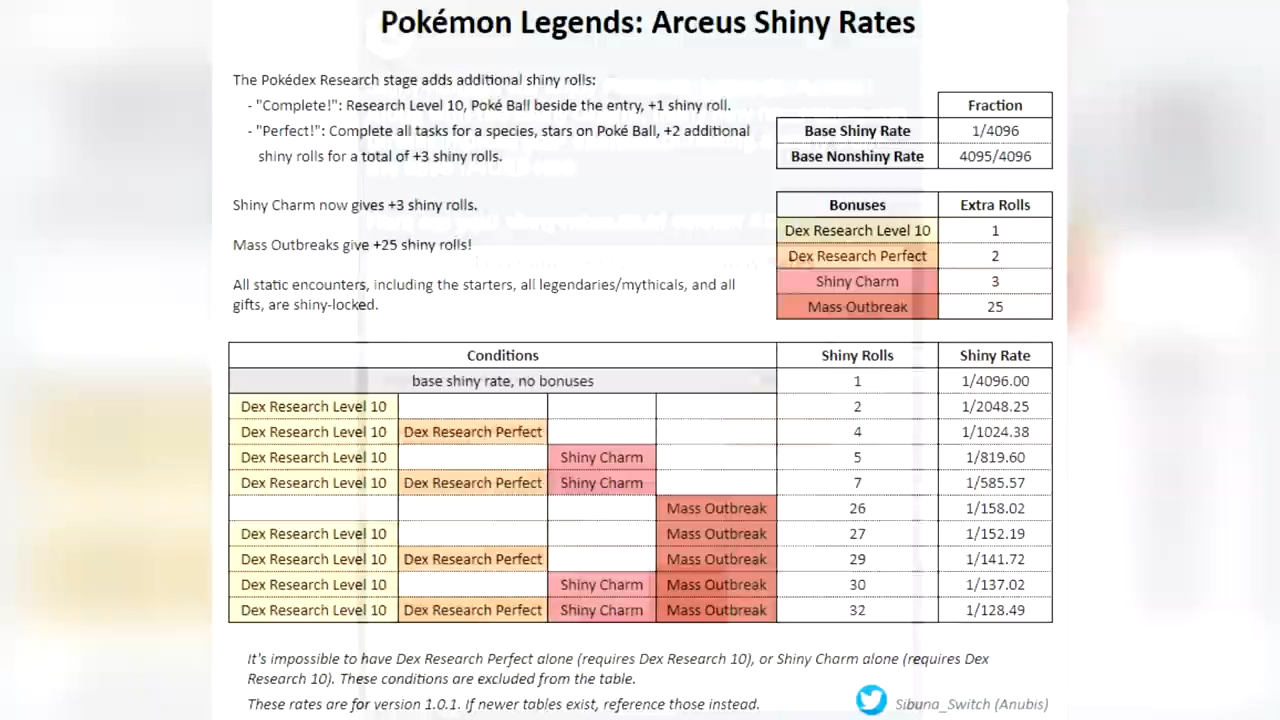 Pokémon Legends: Arceus Shiny Rates
The Pokédex Research stage adds additional shiny rolls:
- "Complete!": Research Level 10, Poké Ball beside the entry, +1 shiny roll.
- "Perfect!": Complete all tasks for a species, stars on Poké Ball, +2 additional
shiny rolls for a total of +3 shiny rolls.
Shiny Charm now gives +3 shiny rolls.
Mass Outbreaks give +25 shiny rolls!
All static encounters, including the starters, all legendaries/mythicals, and all
gifts, are shiny-locked.
Fraction
Base Shiny Rate 1/4096
Base Nonshiny Rate 4095/4096
Bonuses Extra Rolls
Dex Research Level 10 1
Dex Research Perfect 2
Shiny Charm 3
Mass Outbreak 25
Conditions Shiny Rolls Shiny Rate
base shiny rate, no bonuses 1 1/4096.00
Dex Research Level 10 2 1/2048.25
Dex Research Level 10 Dex Research Perfect 4 1/1024.38
Dex Research Level 10 Shiny Charm 5 1/819.60
Dex Research Level 10 Dex Research Perfect Shiny Charm 7 1/585.57
Mass Outbreak 26 1/158.02
Dex Research Level 10 Mass Outbreak 27 1/152.19
Dex Research Level 10 Dex Research Perfect Mass Outbreak 29 1/141.72
Dex Research Level 10 Shiny Charm Mass Outbreak 30 1/137.02
Dex Research Level 10 Dex Research Perfect Shiny Charm Mass Outbreak 32 1/128.49
It's impossible to have Dex Research Perfect alone (requires Dex Research 10), or Shiny Charm alone (requires Dex
Research 10). These conditions are excluded from the table.
These rates are for version 1.0.1. If newer tables exist, reference those instead.
Sibuna_Switch (Anubis)